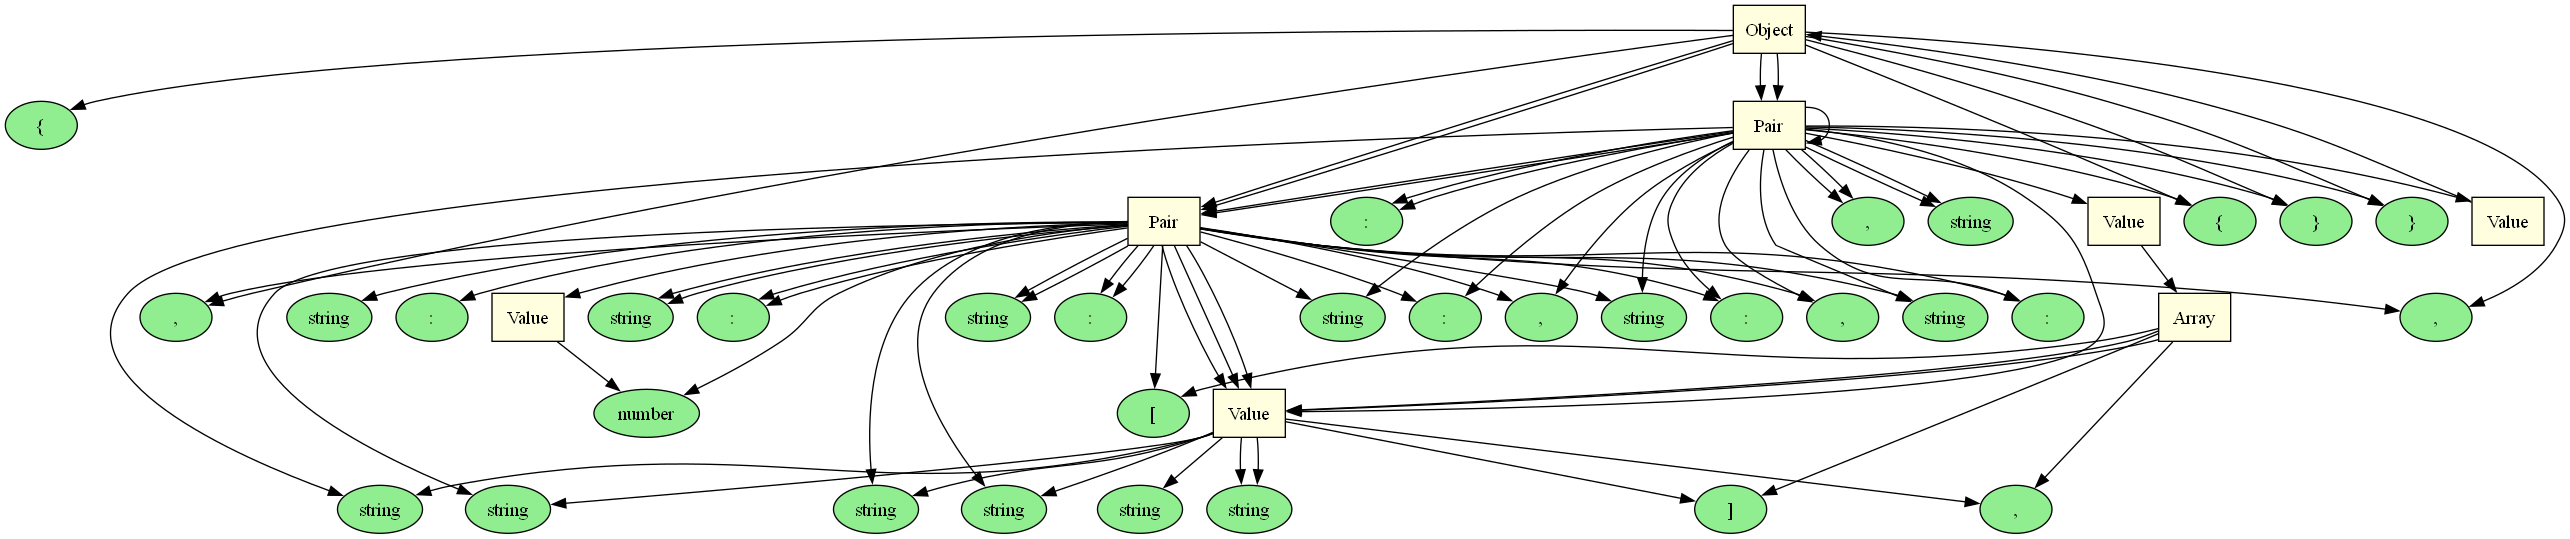 Object
{
Pair
Pair
:
,
string
Value
{
}
}
Value
,
string
:
Value
string
:
string
:
string
:
,
string
:
,
string
:
Array
,
number
[
Value
string
string
string
string
string
string
]
,